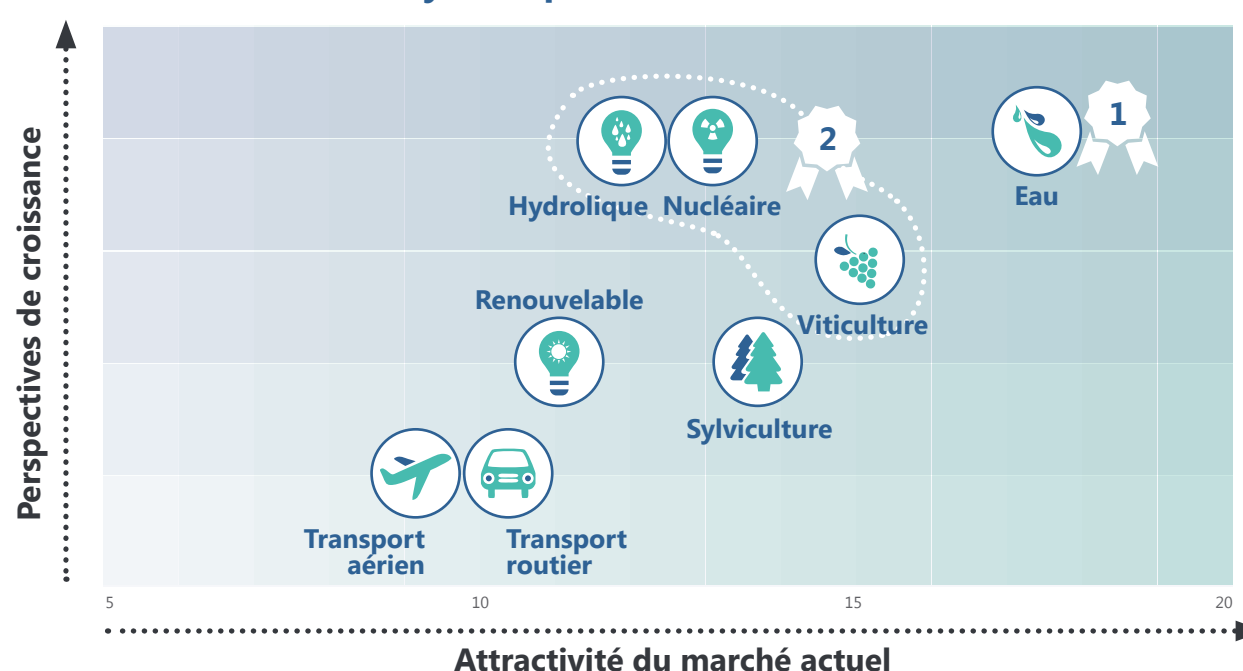 Perspectives de croissance
1
2
Eau
Hydrolique
Nucléaire
Renouvelable
Viticulture
Sylviculture
Transport
aérien
Transport
routier
5
10
15
20
Attractivité du marché actuel